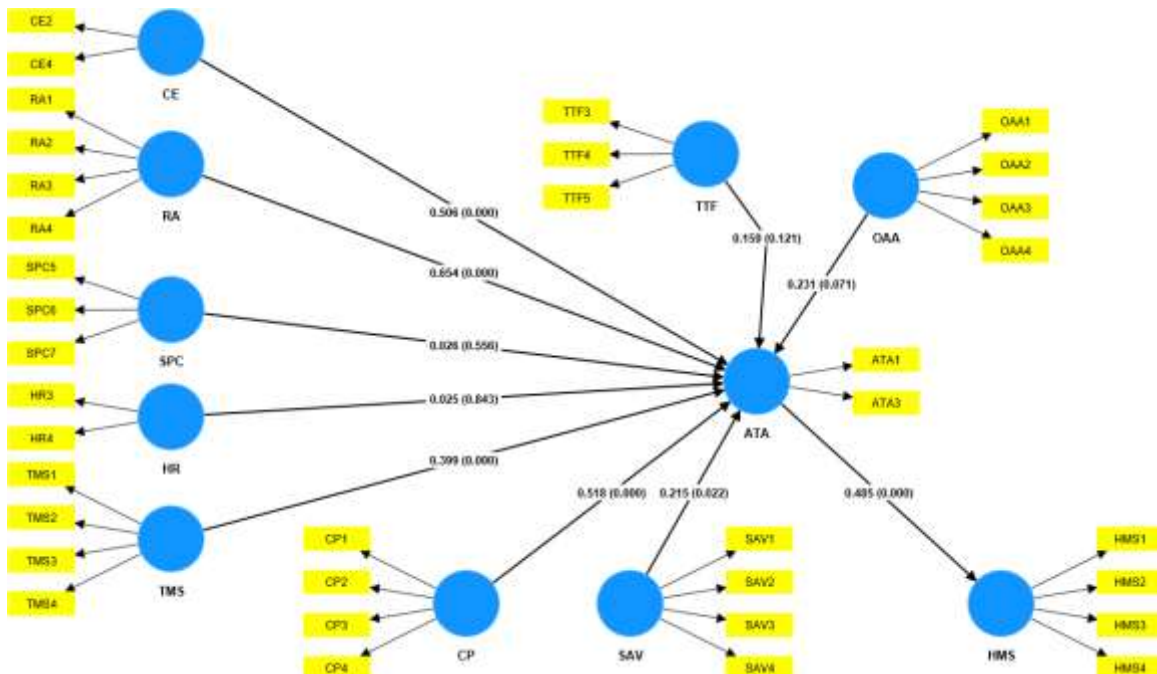 CE2
CE4
CE
RA1
RA2
RA3
RA4
RA
SPC5
SPC6
SPC7
SPC
HR3
HR4
HR
TMS1
TMS2
TMS3
TMS4
TMS
TTF3
TTF4
TTF5
TTF
OAA1
OAA2
OAA3
OAA4
OAA
0.506 (0.000)
0.654 (0.000)
0.026 (0.556)
0.025 (0.843)
0.399 (0.000)
0.159 (0.121)
0.231 (0.071)
ATA1
ATA3
ATA
0.518 (0.000)
0.215 (0.022)
0.485 (0.000)
CP1
CP2
CP3
CP4
CP
SAV1
SAV2
SAV3
SAV4
SAV
HMS1
HMS2
HMS3
HMS4
HMS